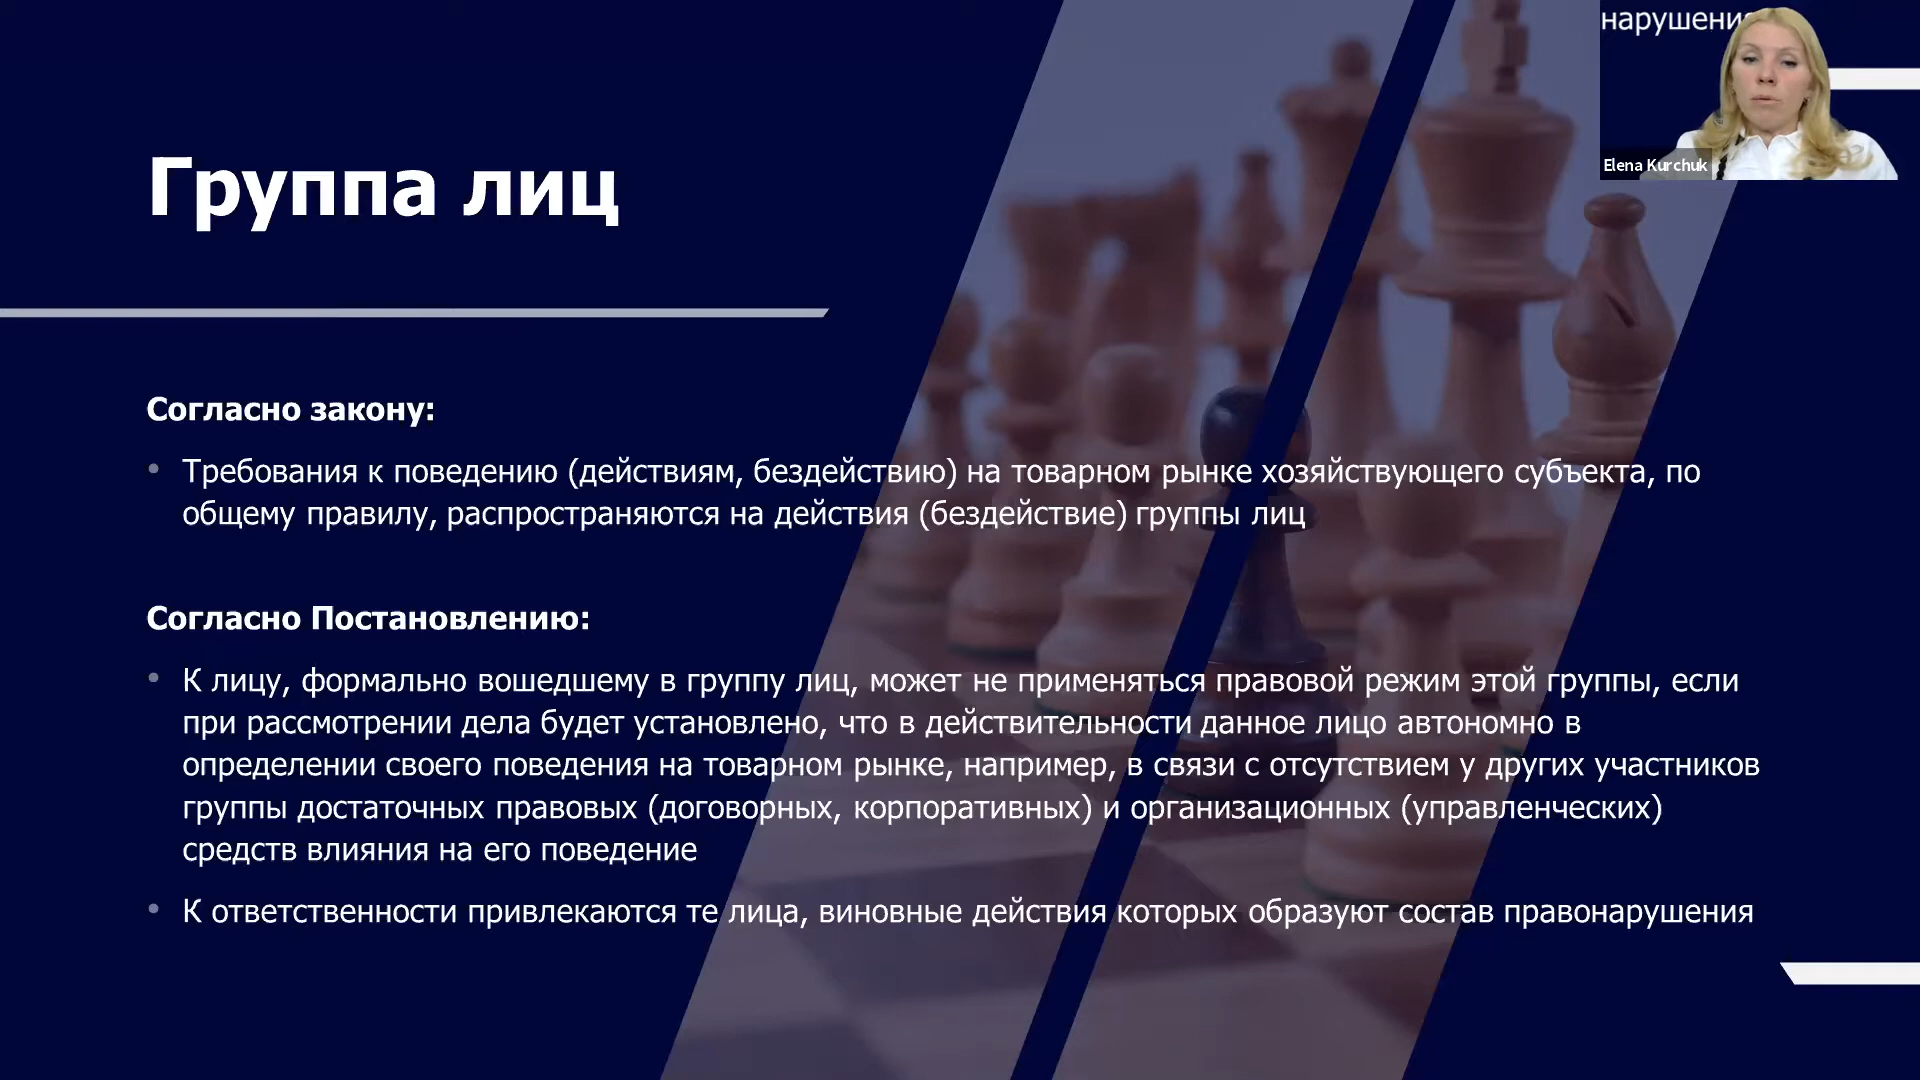 нарушения
Elena Kurchuk
Группа лиц
Согласно закону:
• Требования к поведению (действиям, бездействию) на товарном рынке хозяйствующего субъекта, по
общему правилу, распространяются на действия (бездействие) группы лиц
Согласно Постановлению:
• К лицу, формально вошедшему в группу лиц, может не применяться правовой режим этой группы, если
при рассмотрении дела будет установлено, что в действительности данное лицо автономно в
определении своего поведения на товарном рынке, например, в связи с отсутствием у других участников
группы достаточных правовых (договорных, корпоративных) и организационных (управленческих)
средств влияния на его поведение
• К ответственности привлекаются те лица, виновные действия которых образуют состав правонарушения